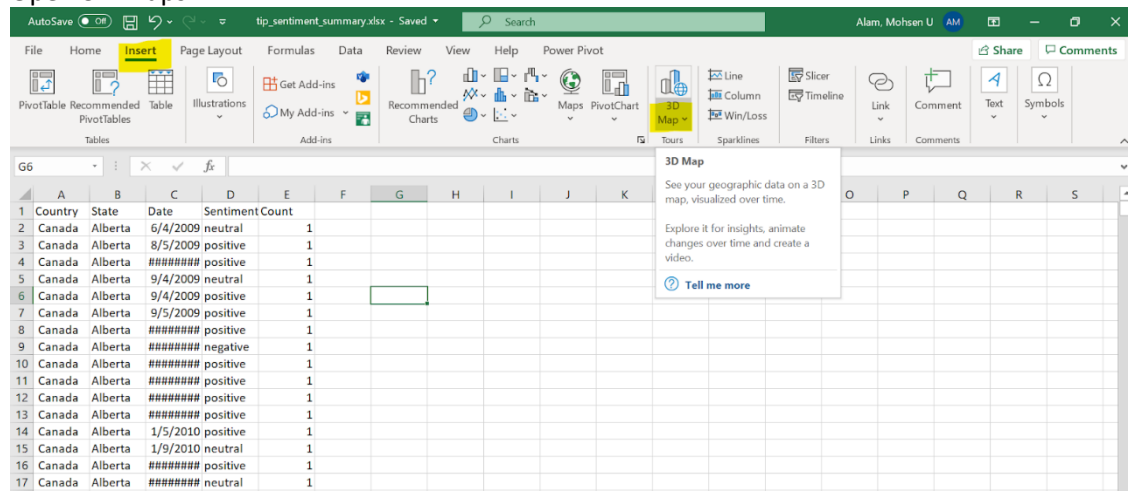 AutoSave Off tip_sentiment_summary.xlsx - Saved Search Alam, Mohsen U AM
File Home Insert Page Layout Formulas Data Review View Help Power Pivot Share Comments
PivotTable Recommended PivotTables Table Illustrations Get Add-ins My Add-ins Recommended Charts Maps PivotChart 3D Map Line Column Win/Loss Slicer Timeline Link Comment Text Symbols
Tables Add-ins Charts Tours Sparklines Filters Links Comments
G6 fx
3D Map
See your geographic data on a 3D
map, visualized over time.
Explore it for insights, animate
changes over time and create a
video.
Tell me more
A B C D E F G H I J K O P Q R S
1 Country State Date Sentiment Count
2 Canada Alberta 6/4/2009 neutral 1
3 Canada Alberta 8/5/2009 positive 1
4 Canada Alberta ######## positive 1
5 Canada Alberta 9/4/2009 neutral 1
6 Canada Alberta 9/4/2009 positive 1
7 Canada Alberta 9/5/2009 positive 1
8 Canada Alberta ######## positive 1
9 Canada Alberta ######## negative 1
10 Canada Alberta ######## positive 1
11 Canada Alberta ######## positive 1
12 Canada Alberta ######## positive 1
13 Canada Alberta ######## positive 1
14 Canada Alberta 1/5/2010 positive 1
15 Canada Alberta 1/9/2010 neutral 1
16 Canada Alberta ######## positive 1
17 Canada Alberta ######## neutral 1